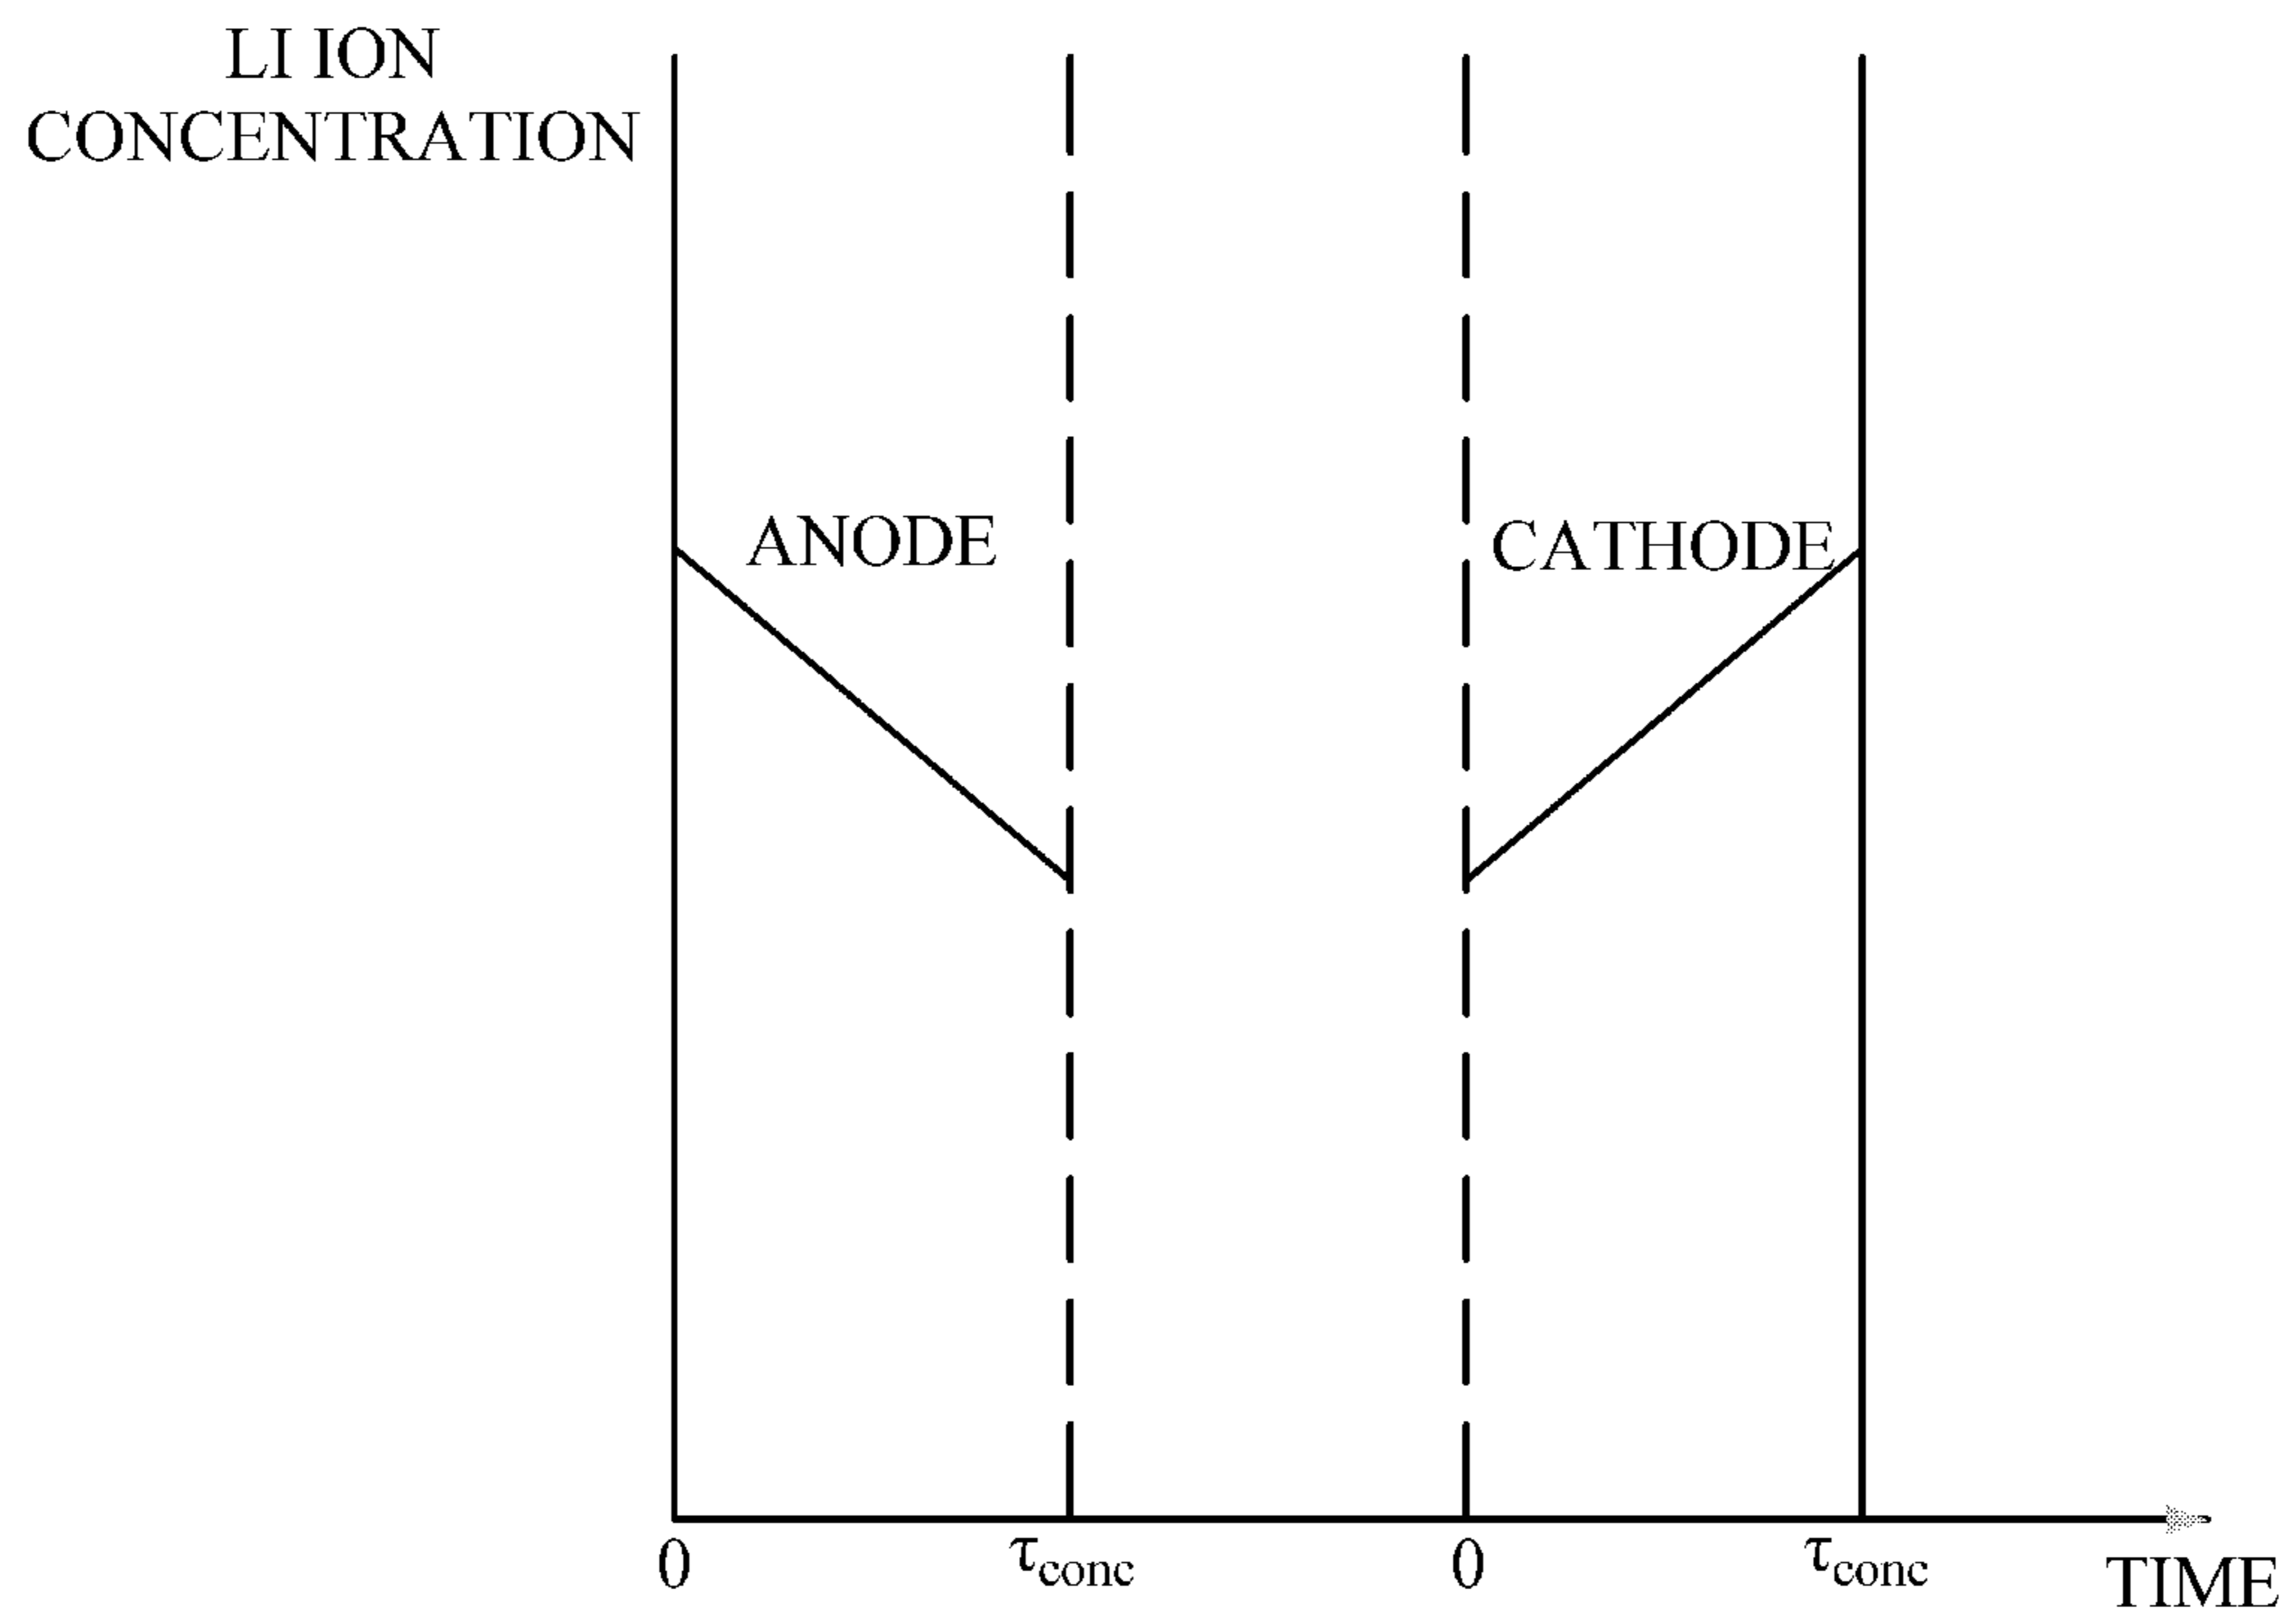 LI ION
CONCENTRATION
ANODE
CATHODE
0
τconc
0
τconc
TIME